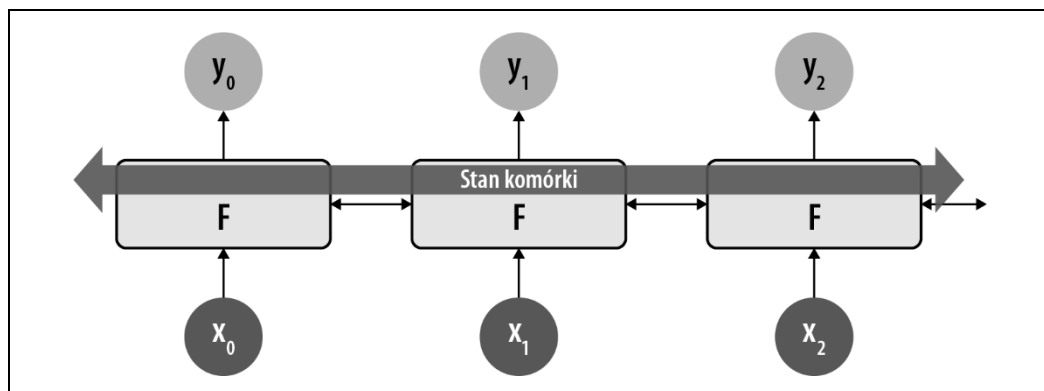 y₀ y₁ y₂
Stan komórki
F F F
x₀ x₁ x₂